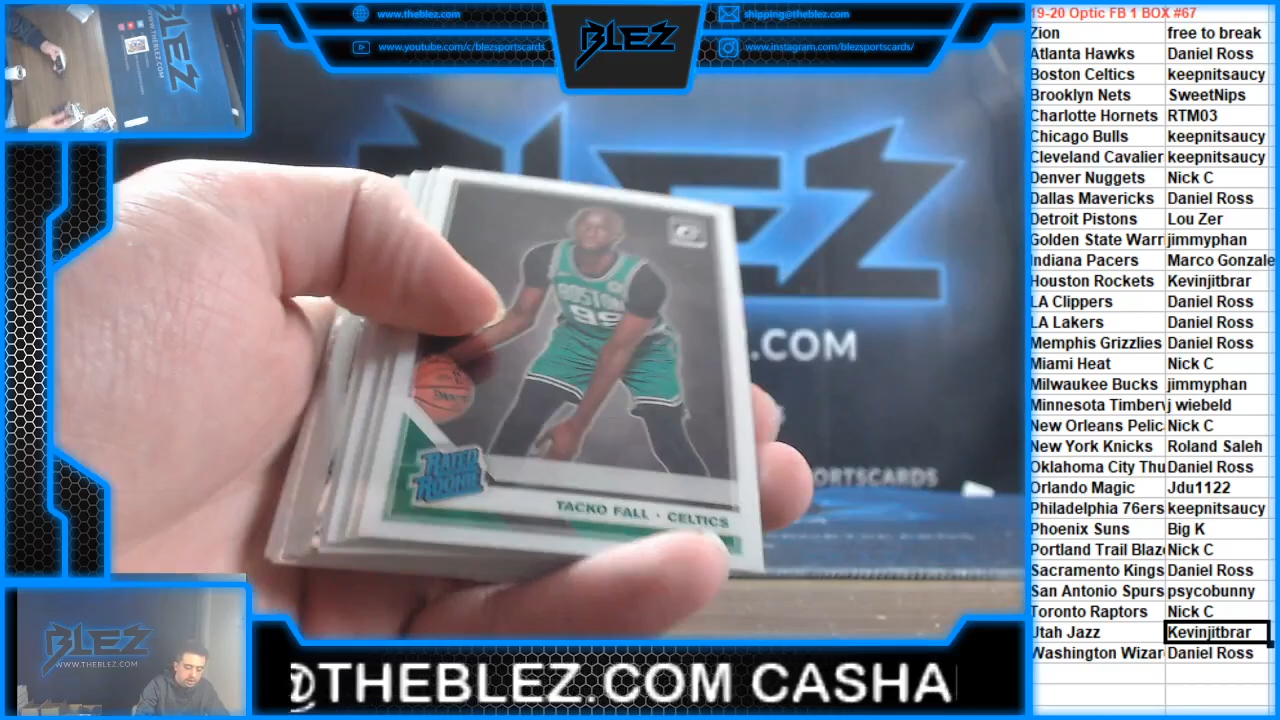 www.theblez.com
www.youtube.com/c/blezsportscards
BLEZ
shipping@theblez.com
www.instagram.com/blezsportscards/
BLEZ
.COM
SPORTSCARDS
BOSTON
99
RATED
ROOKIE
TACKO FALL · CELTICS
BLEZ
WWW.THEBLEZ.COM
@THEBLEZ.COM CASHA
19-20 Optic FB 1 BOX #67
Zion free to break
Atlanta Hawks Daniel Ross
Boston Celtics keepnitsaucy
Brooklyn Nets SweetNips
Charlotte Hornets RTM03
Chicago Bulls keepnitsaucy
Cleveland Cavalier keepnitsaucy
Denver Nuggets Nick C
Dallas Mavericks Daniel Ross
Detroit Pistons Lou Zer
Golden State Warr jimmyphan
Indiana Pacers Marco Gonzale
Houston Rockets Kevinjitbrar
LA Clippers Daniel Ross
LA Lakers Daniel Ross
Memphis Grizzlies Daniel Ross
Miami Heat Nick C
Milwaukee Bucks jimmyphan
Minnesota Timberv j wiebeld
New Orleans Pelic Nick C
New York Knicks Roland Saleh
Oklahoma City Thu Daniel Ross
Orlando Magic Jdu1122
Philadelphia 76ers keepnitsaucy
Phoenix Suns Big K
Portland Trail Blaz Nick C
Sacramento Kings Daniel Ross
San Antonio Spurs psycobunny
Toronto Raptors Nick C
Utah Jazz Kevinjitbrar
Washington Wizar Daniel Ross